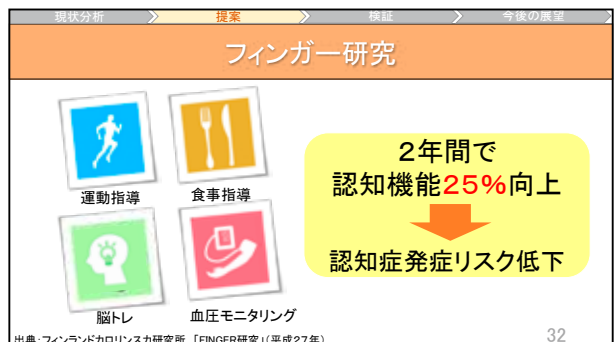 現状分析
提案
検証
今後の展望
フィンガー研究
運動指導
食事指導
脳トレ
血圧モニタリング
2年間で
認知機能25%向上
認知症発症リスク低下
出典:フィンランドカロリンスカ研究所 「FINGER研究」(平成27年)
32